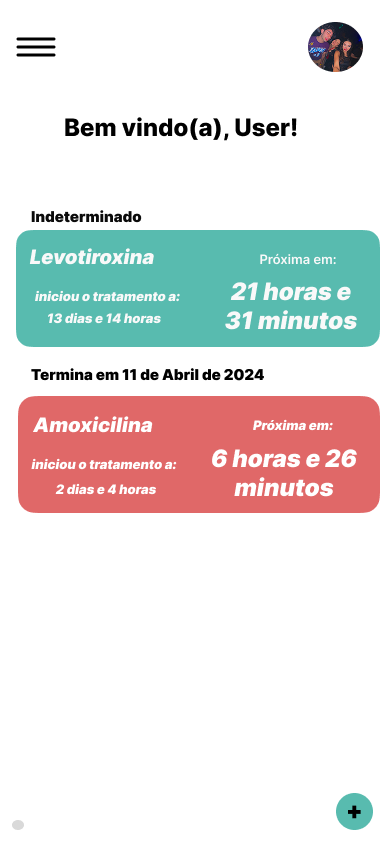 Bem vindo(a), User!
Indeterminado
Levotiroxina
Próxima em:
iniciou o tratamento a:
13 dias e 14 horas
21 horas e
31 minutos
Termina em 11 de Abril de 2024
Amoxicilina
Próxima em:
iniciou o tratamento a:
2 dias e 4 horas
6 horas e 26
minutos
+